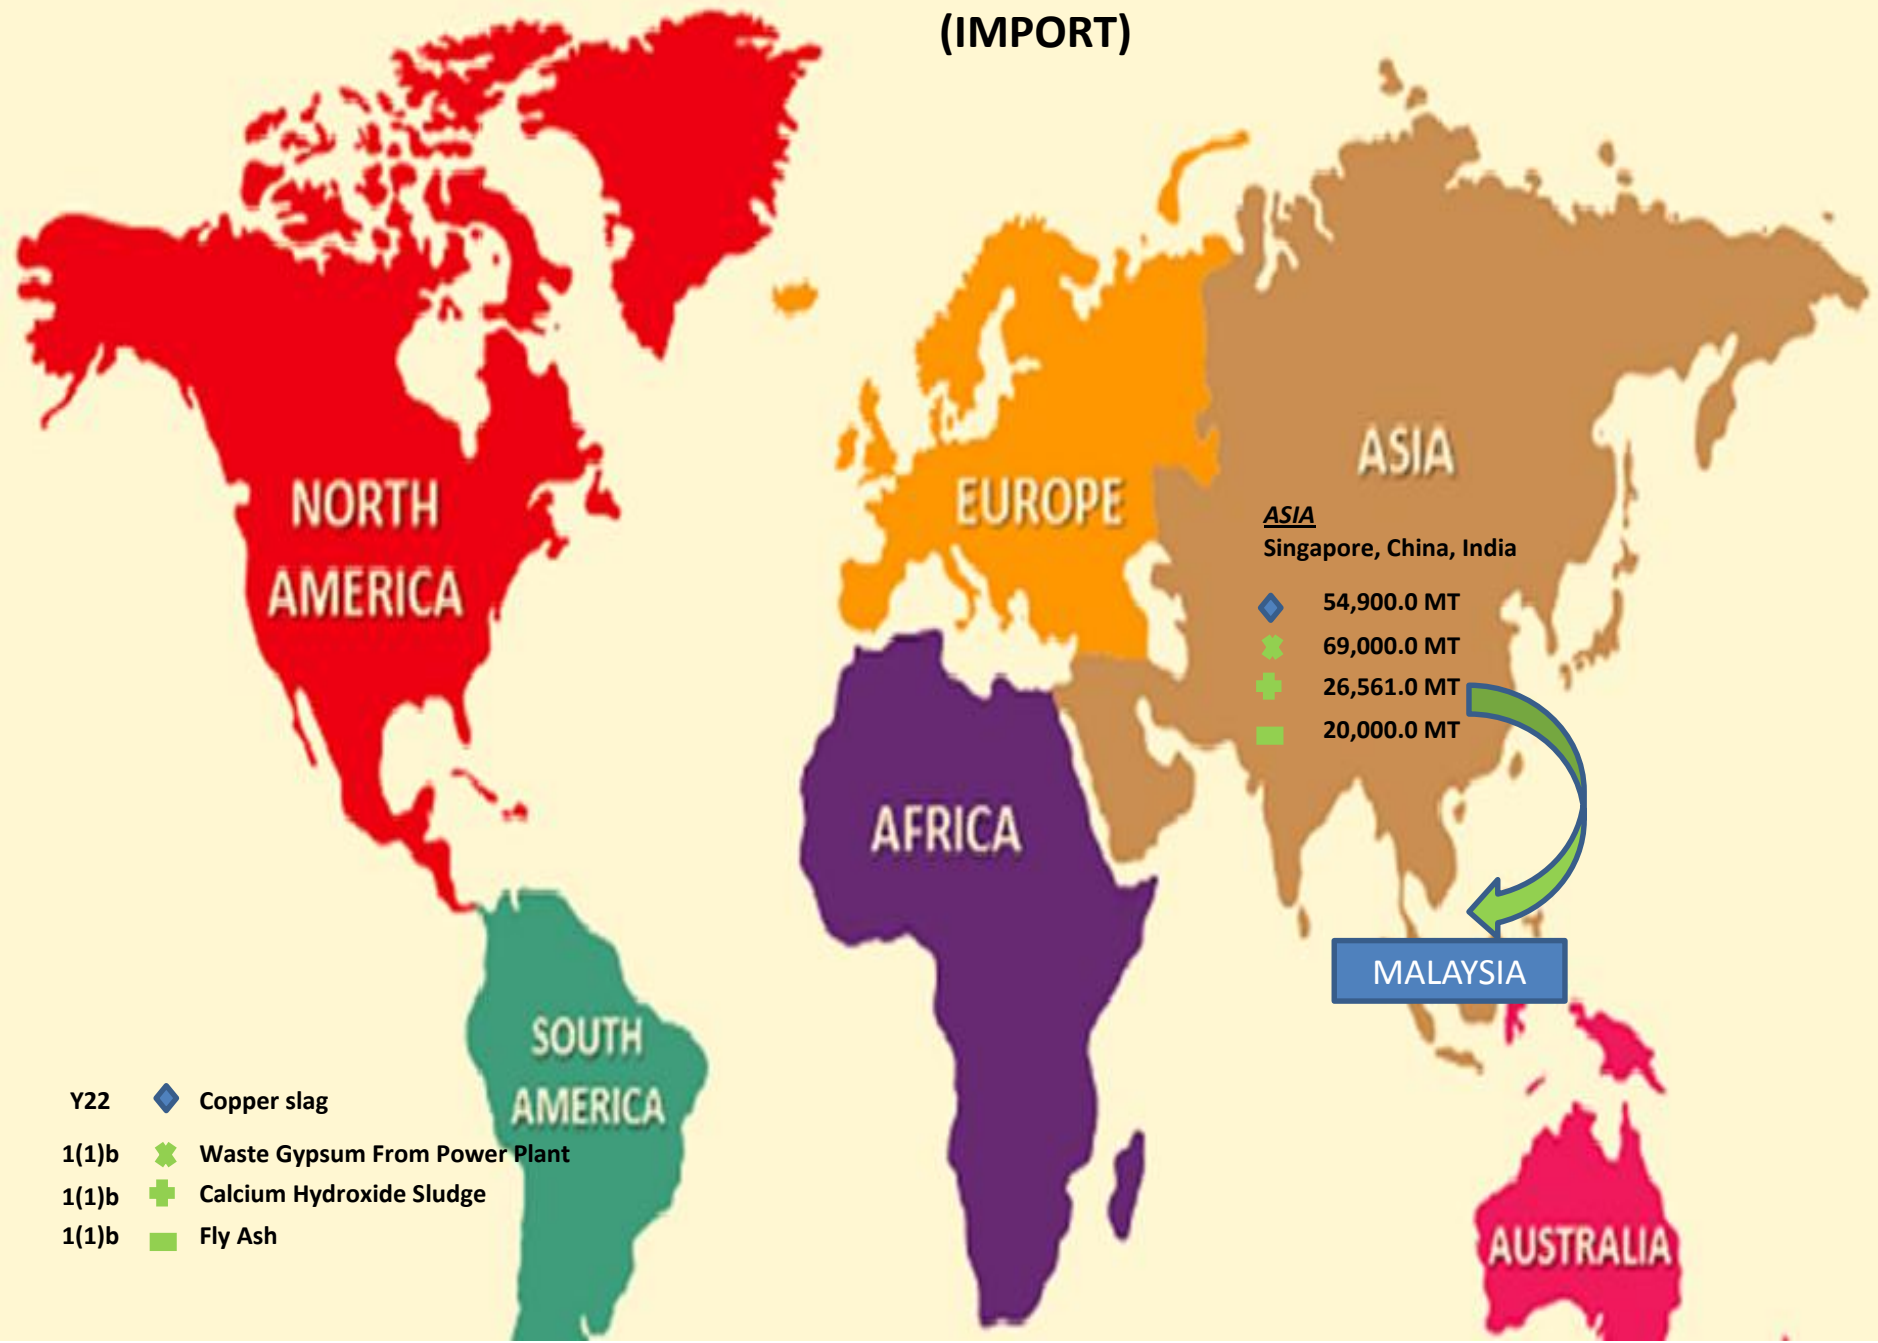 (IMPORT)
NORTH
AMERICA
EUROPE
ASIA
ASIA
Singapore, China, India
54,900.0 MT
69,000.0 MT
26,561.0 MT
20,000.0 MT
AFRICA
MALAYSIA
SOUTH
AMERICA
AUSTRALIA
Y22 Copper slag
1(1)b Waste Gypsum From Power Plant
1(1)b Calcium Hydroxide Sludge
1(1)b Fly Ash